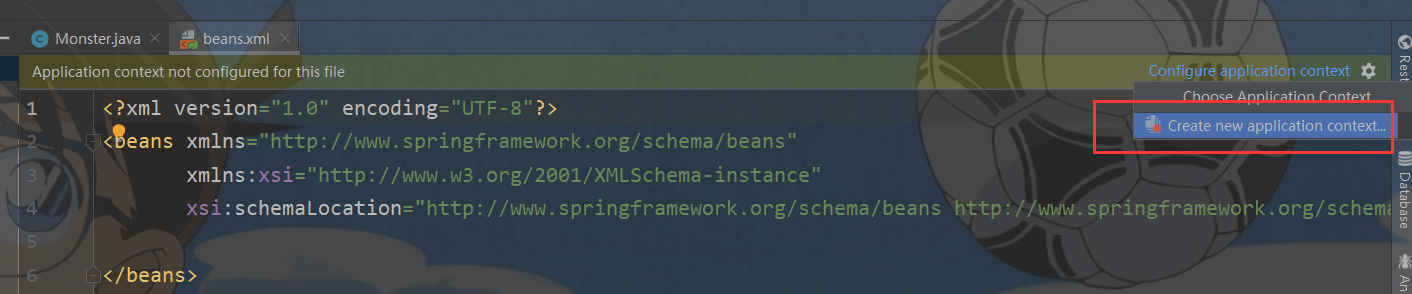 Monster.java
beans.xml
Application context not configured for this file
Configure application context
Choose Application Context
Create new application context...
1
<?xml version="1.0" encoding="UTF-8"?>
2
<beans xmlns="http://www.springframework.org/schema/beans"
3
xmlns:xsi="http://www.w3.org/2001/XMLSchema-instance"
4
xsi:schemaLocation="http://www.springframework.org/schema/beans http://www.springframework.org/schema
5
6
</beans>
Rest
Database
An